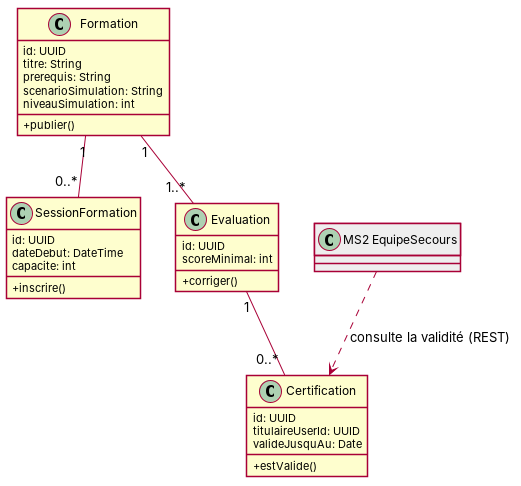 C Formation
id: UUID
titre: String
prerequis: String
scenarioSimulation: String
niveauSimulation: int
+publier()
1
1
0..*
1..*
C SessionFormation
id: UUID
dateDebut: DateTime
capacite: int
+inscrire()
C Evaluation
id: UUID
scoreMinimal: int
+corriger()
C MS2 EquipeSecours
1
0..*
consulte la validité (REST)
C Certification
id: UUID
titulaireUserId: UUID
valideJusquAu: Date
+estValide()